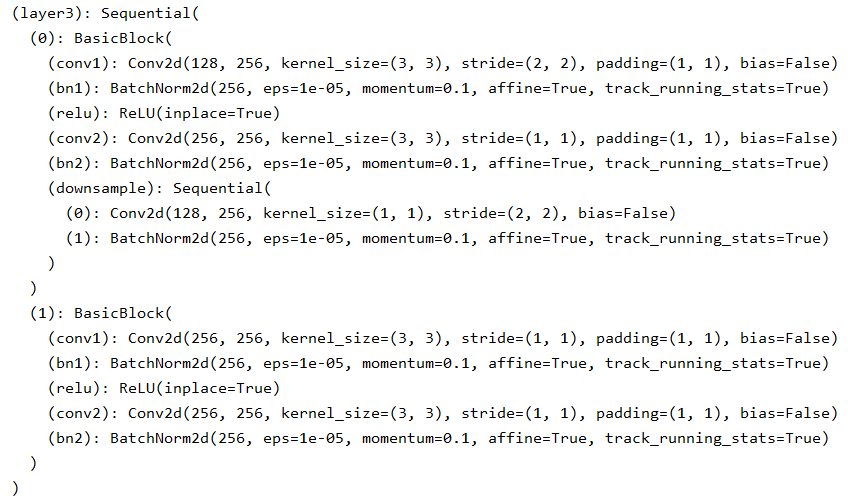 (layer3): Sequential(
  (0): BasicBlock(
    (conv1): Conv2d(128, 256, kernel_size=(3, 3), stride=(2, 2), padding=(1, 1), bias=False)
    (bn1): BatchNorm2d(256, eps=1e-05, momentum=0.1, affine=True, track_running_stats=True)
    (relu): ReLU(inplace=True)
    (conv2): Conv2d(256, 256, kernel_size=(3, 3), stride=(1, 1), padding=(1, 1), bias=False)
    (bn2): BatchNorm2d(256, eps=1e-05, momentum=0.1, affine=True, track_running_stats=True)
    (downsample): Sequential(
      (0): Conv2d(128, 256, kernel_size=(1, 1), stride=(2, 2), bias=False)
      (1): BatchNorm2d(256, eps=1e-05, momentum=0.1, affine=True, track_running_stats=True)
    )
  )
  (1): BasicBlock(
    (conv1): Conv2d(256, 256, kernel_size=(3, 3), stride=(1, 1), padding=(1, 1), bias=False)
    (bn1): BatchNorm2d(256, eps=1e-05, momentum=0.1, affine=True, track_running_stats=True)
    (relu): ReLU(inplace=True)
    (conv2): Conv2d(256, 256, kernel_size=(3, 3), stride=(1, 1), padding=(1, 1), bias=False)
    (bn2): BatchNorm2d(256, eps=1e-05, momentum=0.1, affine=True, track_running_stats=True)
  )
)